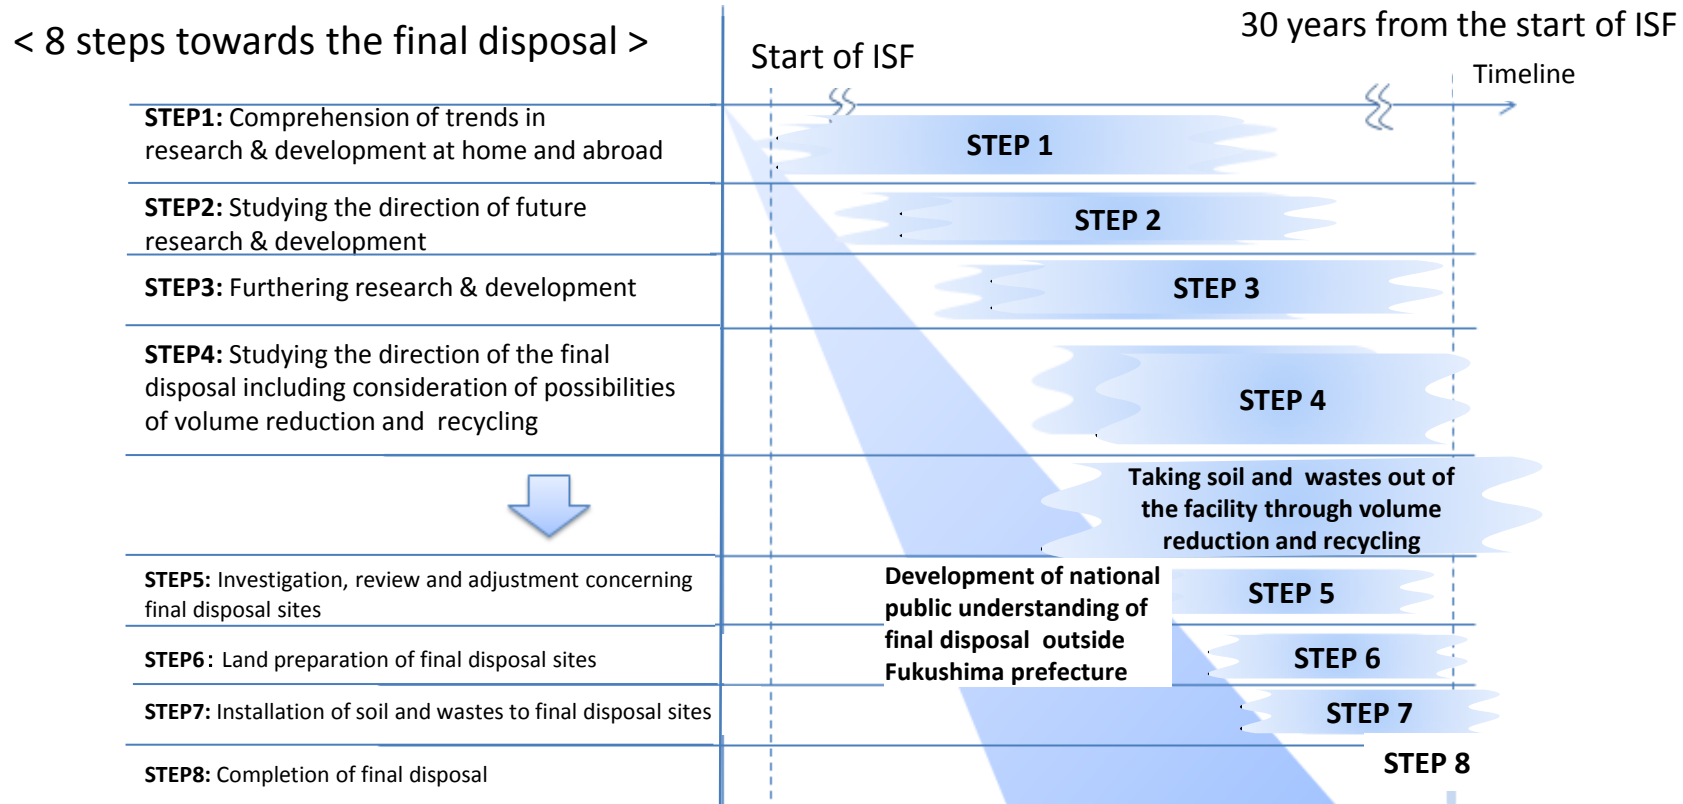 < 8 steps towards the final disposal >
Start of ISF
30 years from the start of ISF
Timeline
STEP1: Comprehension of trends in
research & development at home and abroad
STEP 1
STEP2: Studying the direction of future
research & development
STEP 2
STEP3: Furthering research & development
STEP 3
STEP4: Studying the direction of the final
disposal including consideration of possibilities
of volume reduction and recycling
STEP 4
Taking soil and wastes out of
the facility through volume
reduction and recycling
Development of national
public understanding of
final disposal outside
Fukushima prefecture
STEP5: Investigation, review and adjustment concerning
final disposal sites
STEP 5
STEP6: Land preparation of final disposal sites
STEP 6
STEP7: Installation of soil and wastes to final disposal sites
STEP 7
STEP8: Completion of final disposal
STEP 8